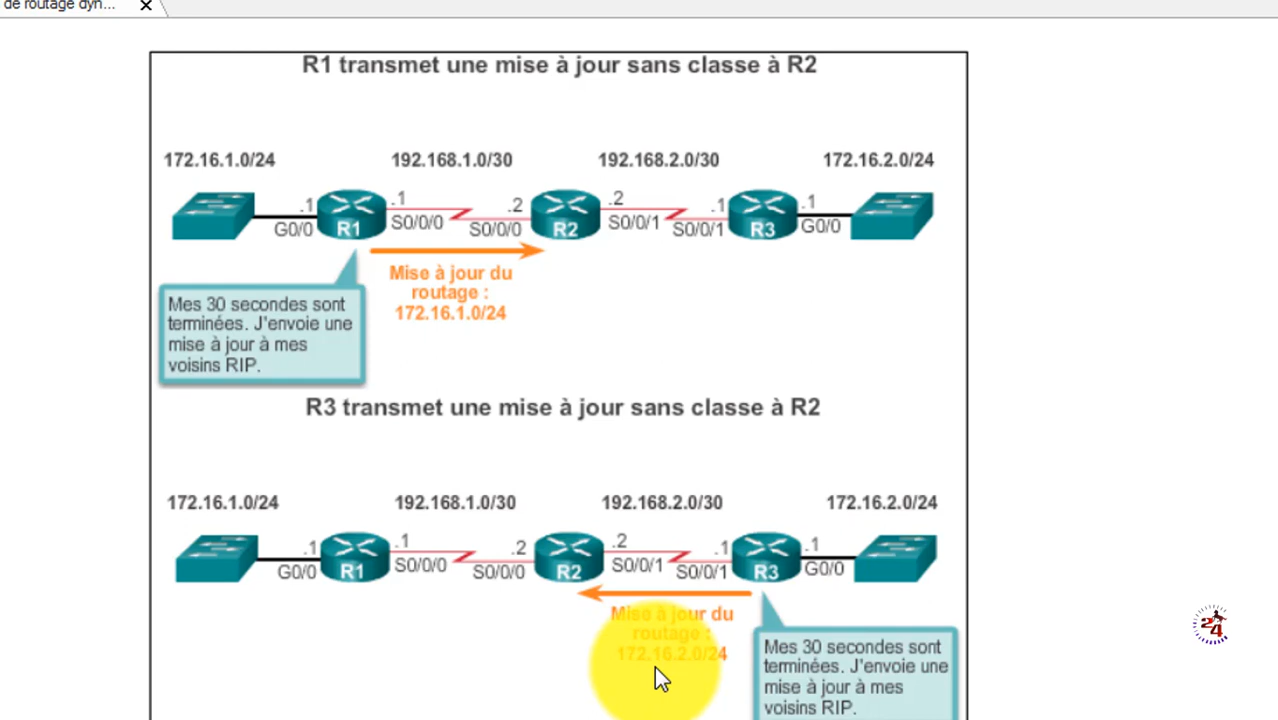 de routage dyn...
R1 transmet une mise à jour sans classe à R2
172.16.1.0/24 192.168.1.0/30 192.168.2.0/30 172.16.2.0/24
.1 .1 .2 .2 .1 .1
G0/0 R1 S0/0/0 S0/0/0 R2 S0/0/1 S0/0/1 R3 G0/0
Mise à jour du
routage :
172.16.1.0/24
Mes 30 secondes sont
terminées. J'envoie une
mise à jour à mes
voisins RIP.
R3 transmet une mise à jour sans classe à R2
172.16.1.0/24 192.168.1.0/30 192.168.2.0/30 172.16.2.0/24
.1 .1 .2 .2 .1 .1
G0/0 R1 S0/0/0 S0/0/0 R2 S0/0/1 S0/0/1 R3 G0/0
Mise à jour du
routage :
172.16.2.0/24
Mes 30 secondes sont
terminées. J'envoie une
mise à jour à mes
voisins RIP.
24